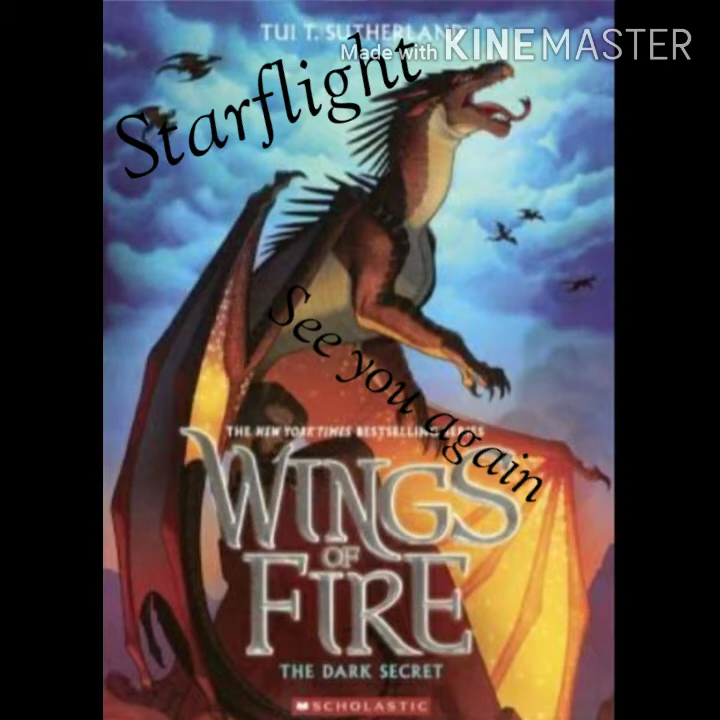 TUI T. SUTHERLAND
Made with KINEMASTER
Starflight
See you again
THE NEW YORK TIMES BESTSELLING SERIES
WINGS
OF
FIRE
THE DARK SECRET
SCHOLASTIC